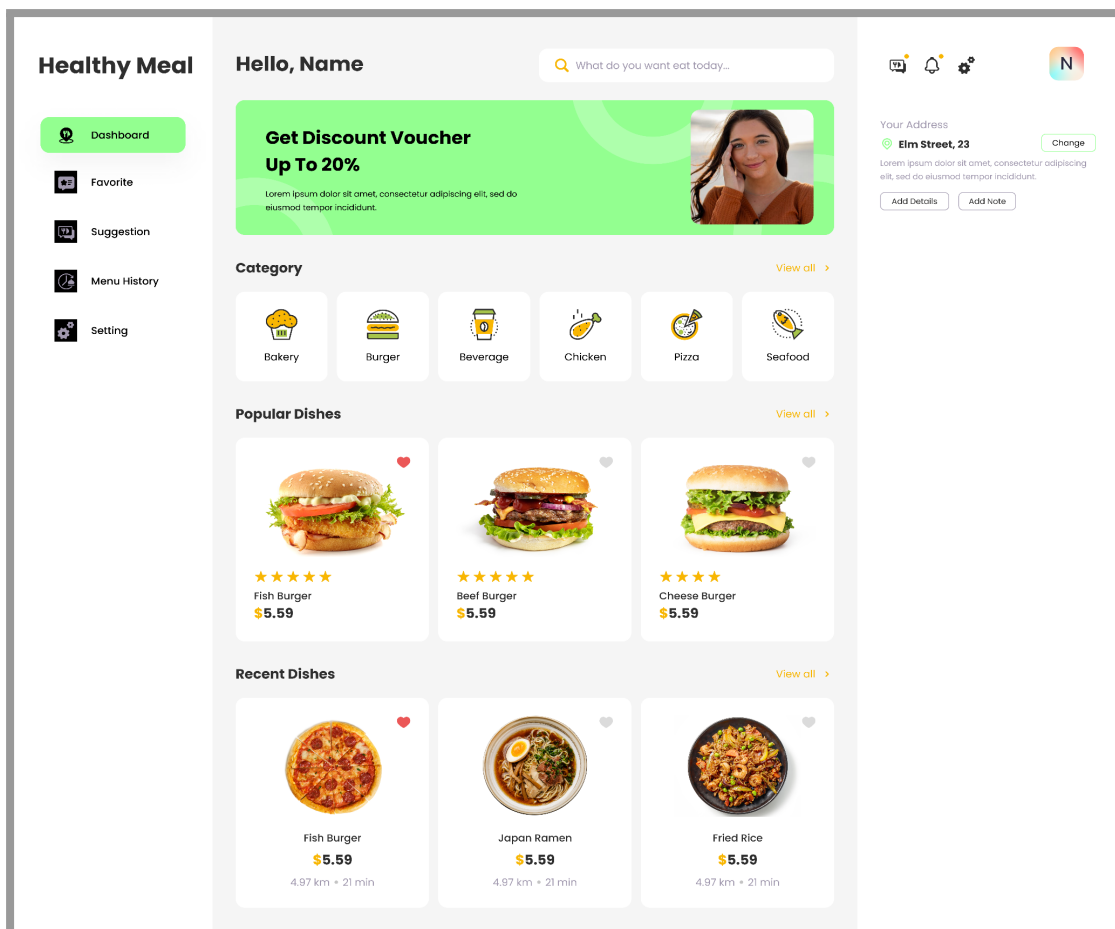 Healthy Meal
Dashboard
Favorite
Suggestion
Menu History
Setting
Hello, Name
What do you want eat today...
Get Discount Voucher
Up To 20%
Lorem ipsum dolor sit amet, consectetur adipiscing elit, sed do
eiusmod tempor incididunt.
Category
View all >
Bakery
Burger
Beverage
Chicken
Pizza
Seafood
Popular Dishes
View all >
Fish Burger
$5.59
Beef Burger
$5.59
Cheese Burger
$5.59
Recent Dishes
View all >
Fish Burger
$5.59
4.97 km • 21 min
Japan Ramen
$5.59
4.97 km • 21 min
Fried Rice
$5.59
4.97 km • 21 min
N
Your Address
Elm Street, 23
Change
Lorem ipsum dolor sit amet, consectetur adipiscing
elit, sed do eiusmod tempor incididunt.
Add Details
Add Note